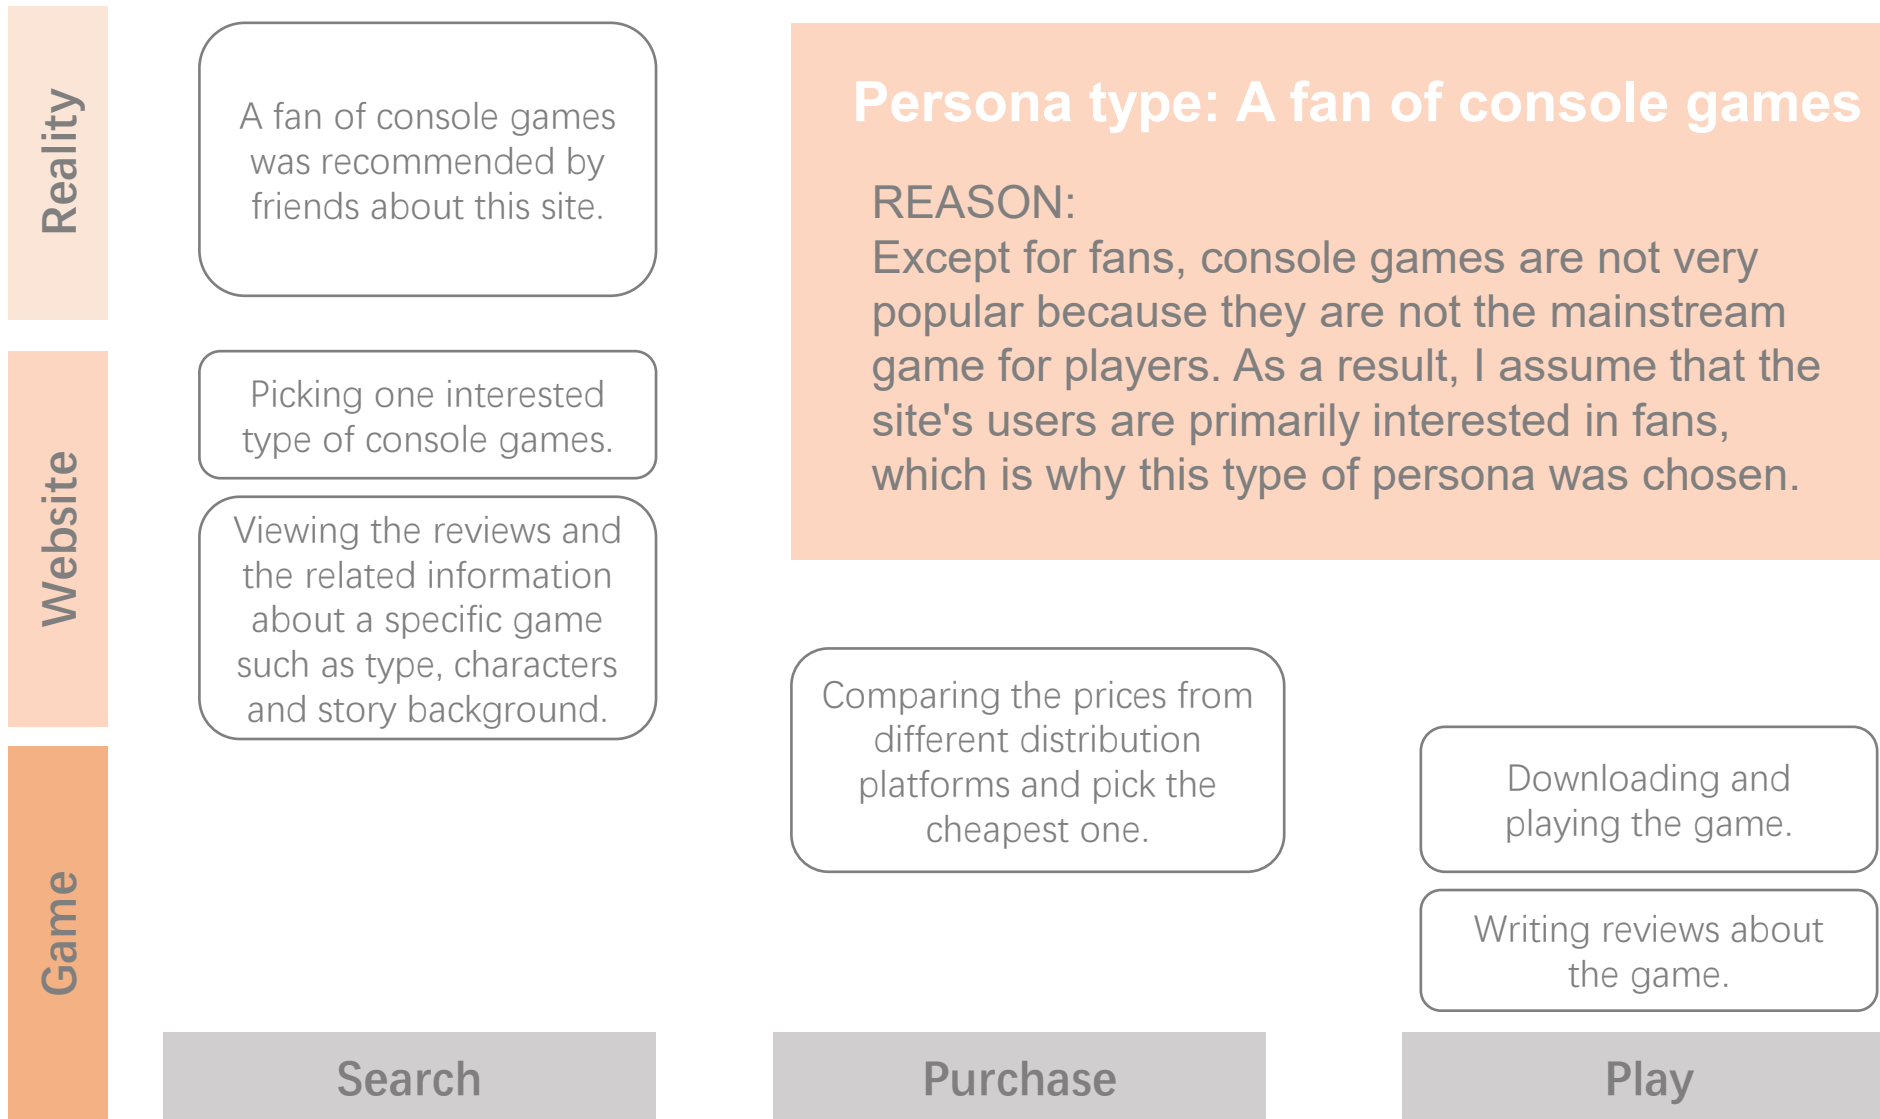 Reality
A fan of console games
was recommended by
friends about this site.
Persona type: A fan of console games
REASON:
Except for fans, console games are not very
popular because they are not the mainstream
game for players. As a result, I assume that the
site's users are primarily interested in fans,
which is why this type of persona was chosen.
Website
Picking one interested
type of console games.
Viewing the reviews and
the related information
about a specific game
such as type, characters
and story background.
Comparing the prices from
different distribution
platforms and pick the
cheapest one.
Downloading and
playing the game.
Game
Writing reviews about
the game.
Search
Purchase
Play